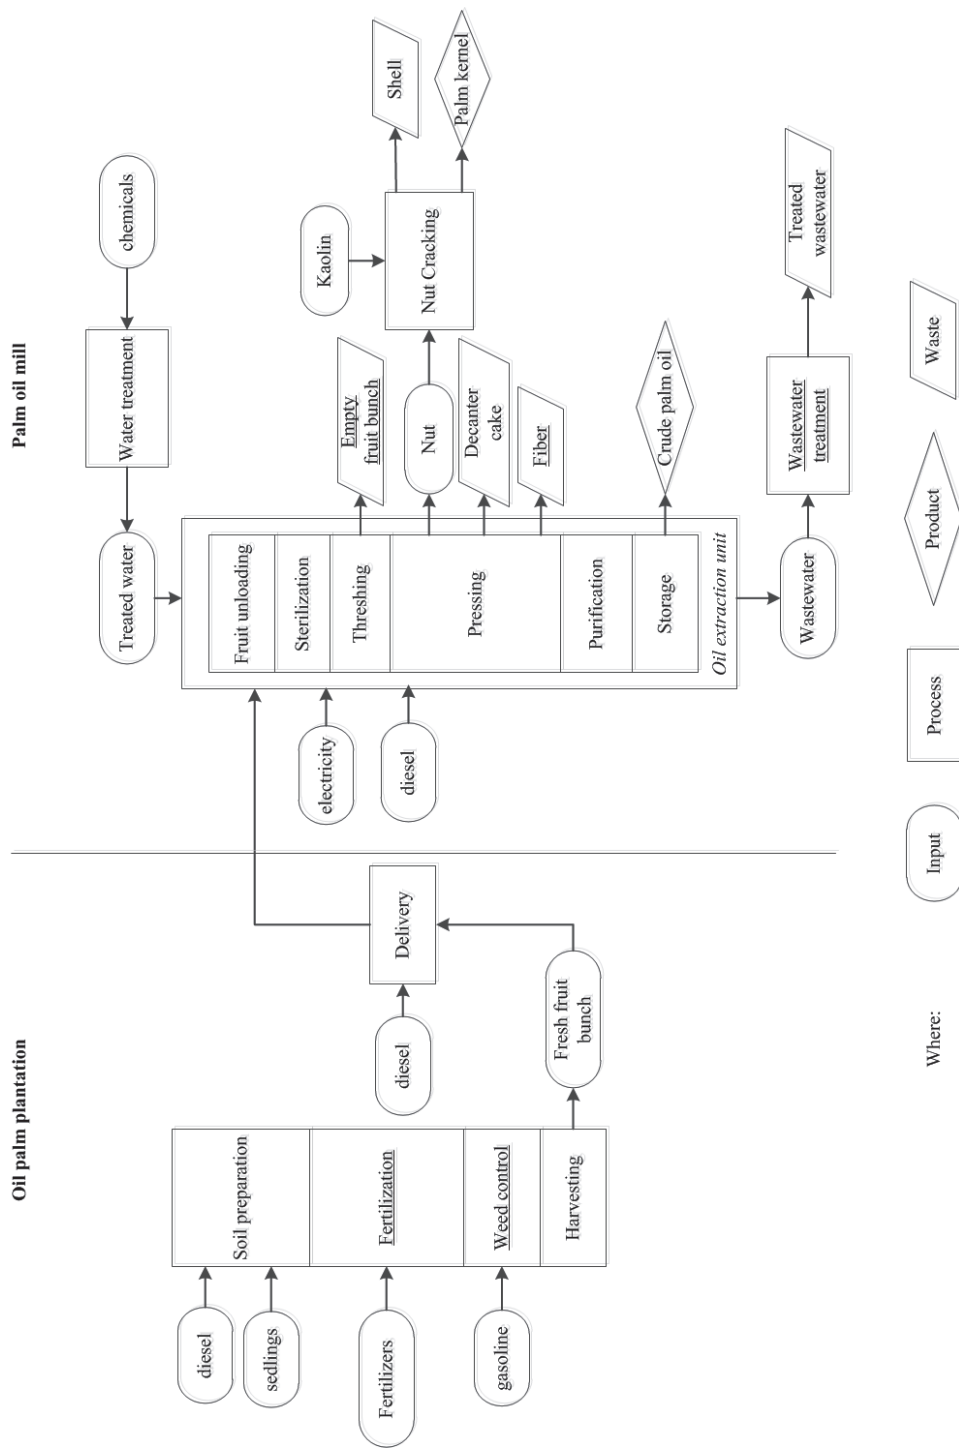 Oil palm plantation
Palm oil mill
diesel
sedlings
Fertilizers
gasoline
Soil preparation
Fertilization
Weed control
Harvesting
diesel
Fresh fruit
bunch
Delivery
electricity
diesel
Treated water
Water treatment
chemicals
Fruit unloading
Sterilization
Threshing
Pressing
Purification
Storage
Oil extraction unit
Empty
fruit bunch
Nut
Decanter
cake
Fiber
Crude palm oil
Kaolin
Nut Cracking
Shell
Palm kernel
Wastewater
Wastewater
treatment
Treated
wastewater
Where:
Input
Process
Product
Waste